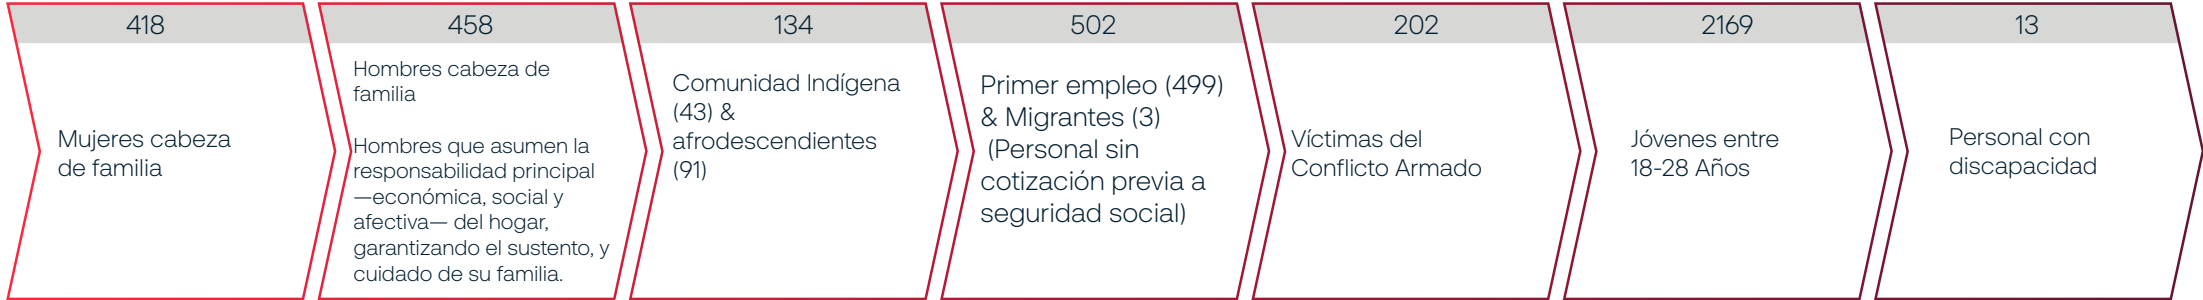 418
Mujeres cabeza
de familia
458
Hombres cabeza de
familia
Hombres que asumen la
responsabilidad principal
—económica, social y
afectiva— del hogar,
garantizando el sustento, y
cuidado de su familia.
134
Comunidad Indígena
(43) &
afrodescendientes
(91)
502
Primer empleo (499)
& Migrantes (3)
(Personal sin
cotización previa a
seguridad social)
202
Víctimas del
Conflicto Armado
2169
Jóvenes entre
18-28 Años
13
Personal con
discapacidad